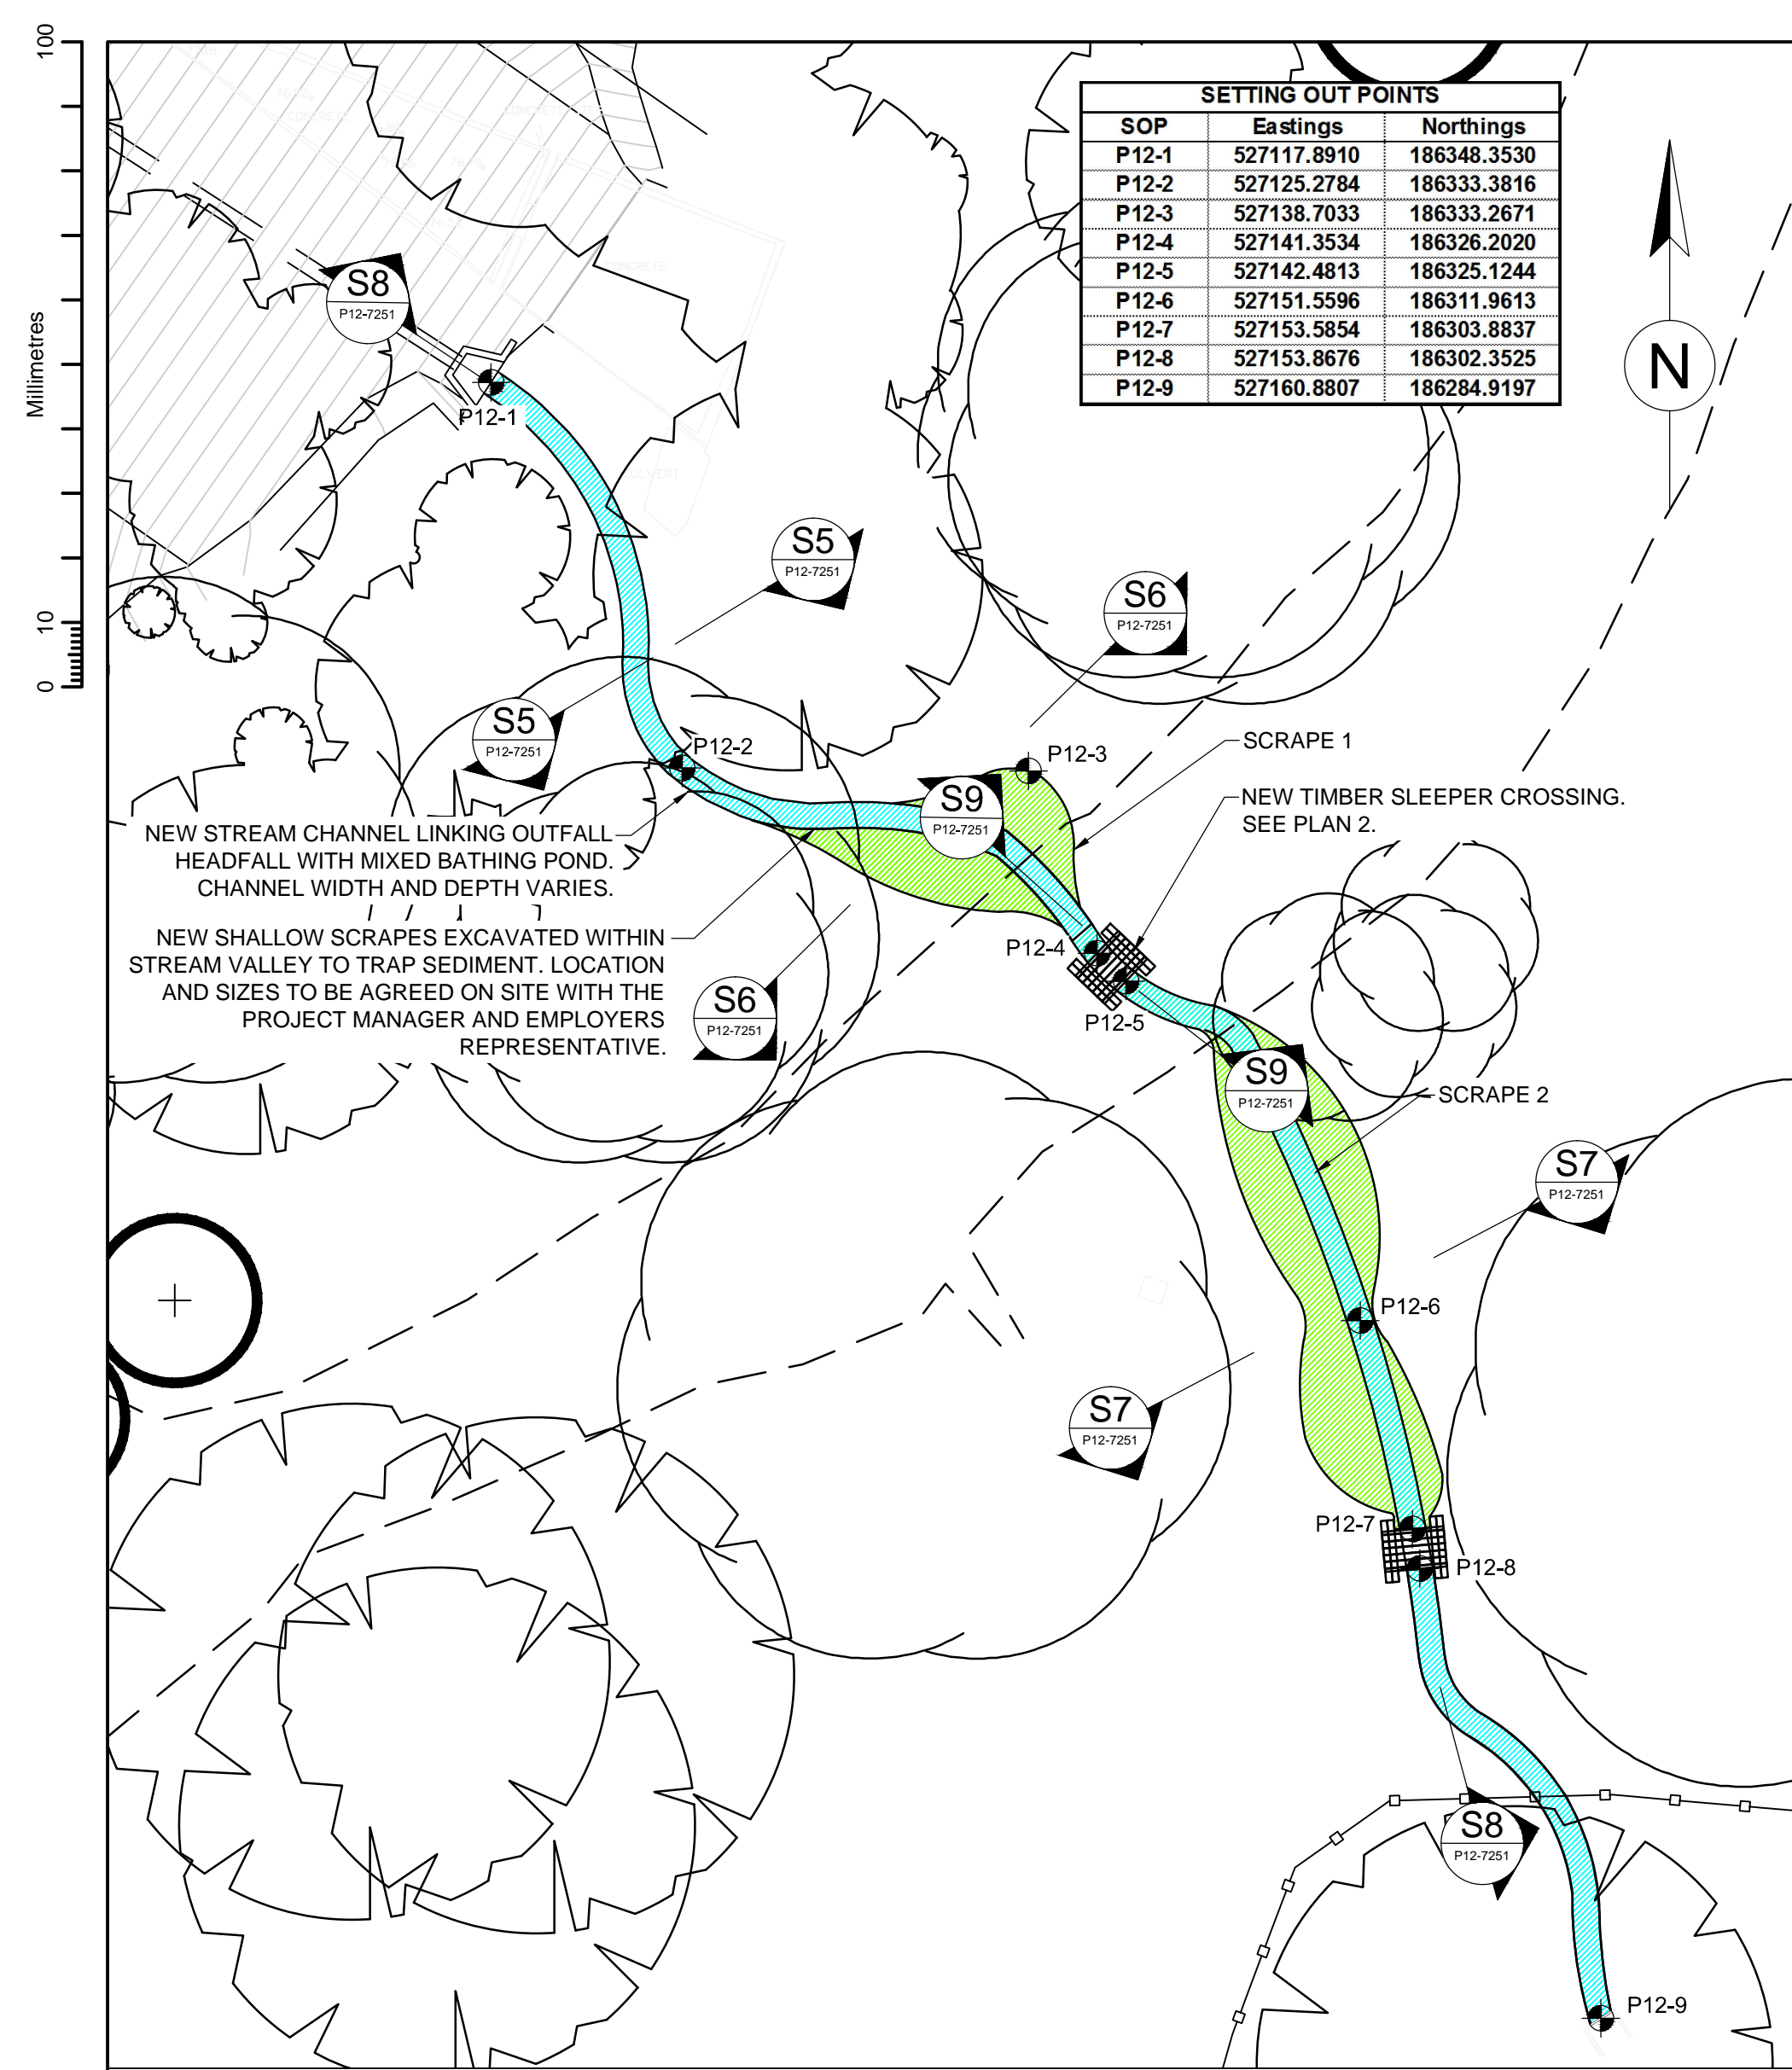 100
Millimetres
10
0
SETTING OUT POINTS
SOP Eastings Northings
P12-1 527117.8910 186348.3530
P12-2 527125.2784 186333.3816
P12-3 527138.7033 186333.2671
P12-4 527141.3534 186326.2020
P12-5 527142.4813 186325.1244
P12-6 527151.5596 186311.9613
P12-7 527153.5854 186303.8837
P12-8 527153.8676 186302.3525
P12-9 527160.8807 186284.9197
N
CONCRETE
CONCRETE
S8
P12-7251
P12-1
S5
P12-7251
S6
P12-7251
S5
P12-7251
P12-2
P12-3
SCRAPE 1
S9
P12-7251
NEW TIMBER SLEEPER CROSSING.
SEE PLAN 2.
NEW STREAM CHANNEL LINKING OUTFALL
HEADFALL WITH MIXED BATHING POND.
CHANNEL WIDTH AND DEPTH VARIES.
NEW SHALLOW SCRAPES EXCAVATED WITHIN
STREAM VALLEY TO TRAP SEDIMENT. LOCATION
AND SIZES TO BE AGREED ON SITE WITH THE
PROJECT MANAGER AND EMPLOYERS
REPRESENTATIVE.
P12-4
S6
P12-7251
P12-5
S9
P12-7251
SCRAPE 2
S7
P12-7251
P12-6
S7
P12-7251
P12-7
P12-8
S8
P12-7251
P12-9